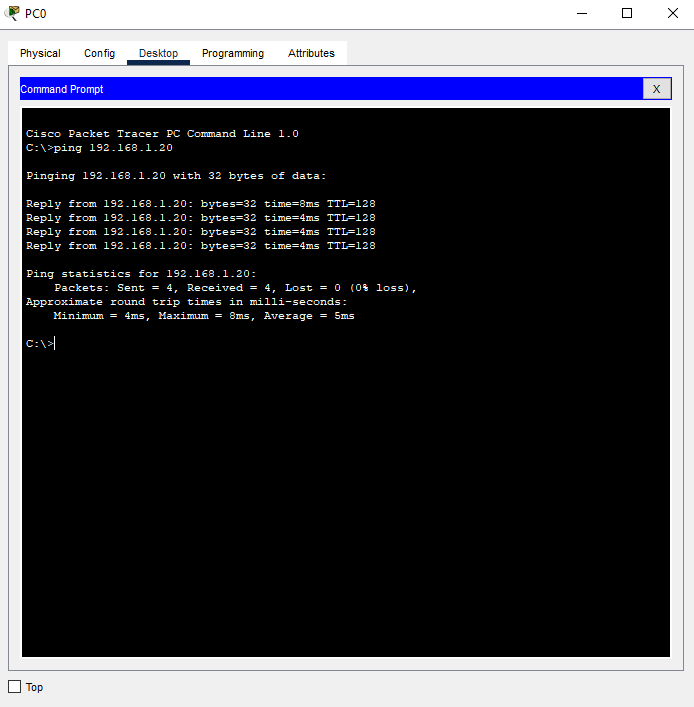 PC0
Physical Config Desktop Programming Attributes
Command Prompt X
Cisco Packet Tracer PC Command Line 1.0
C:\>ping 192.168.1.20
Pinging 192.168.1.20 with 32 bytes of data:
Reply from 192.168.1.20: bytes=32 time=8ms TTL=128
Reply from 192.168.1.20: bytes=32 time=4ms TTL=128
Reply from 192.168.1.20: bytes=32 time=4ms TTL=128
Reply from 192.168.1.20: bytes=32 time=4ms TTL=128
Ping statistics for 192.168.1.20:
    Packets: Sent = 4, Received = 4, Lost = 0 (0% loss),
Approximate round trip times in milli-seconds:
    Minimum = 4ms, Maximum = 8ms, Average = 5ms
C:\>
Top